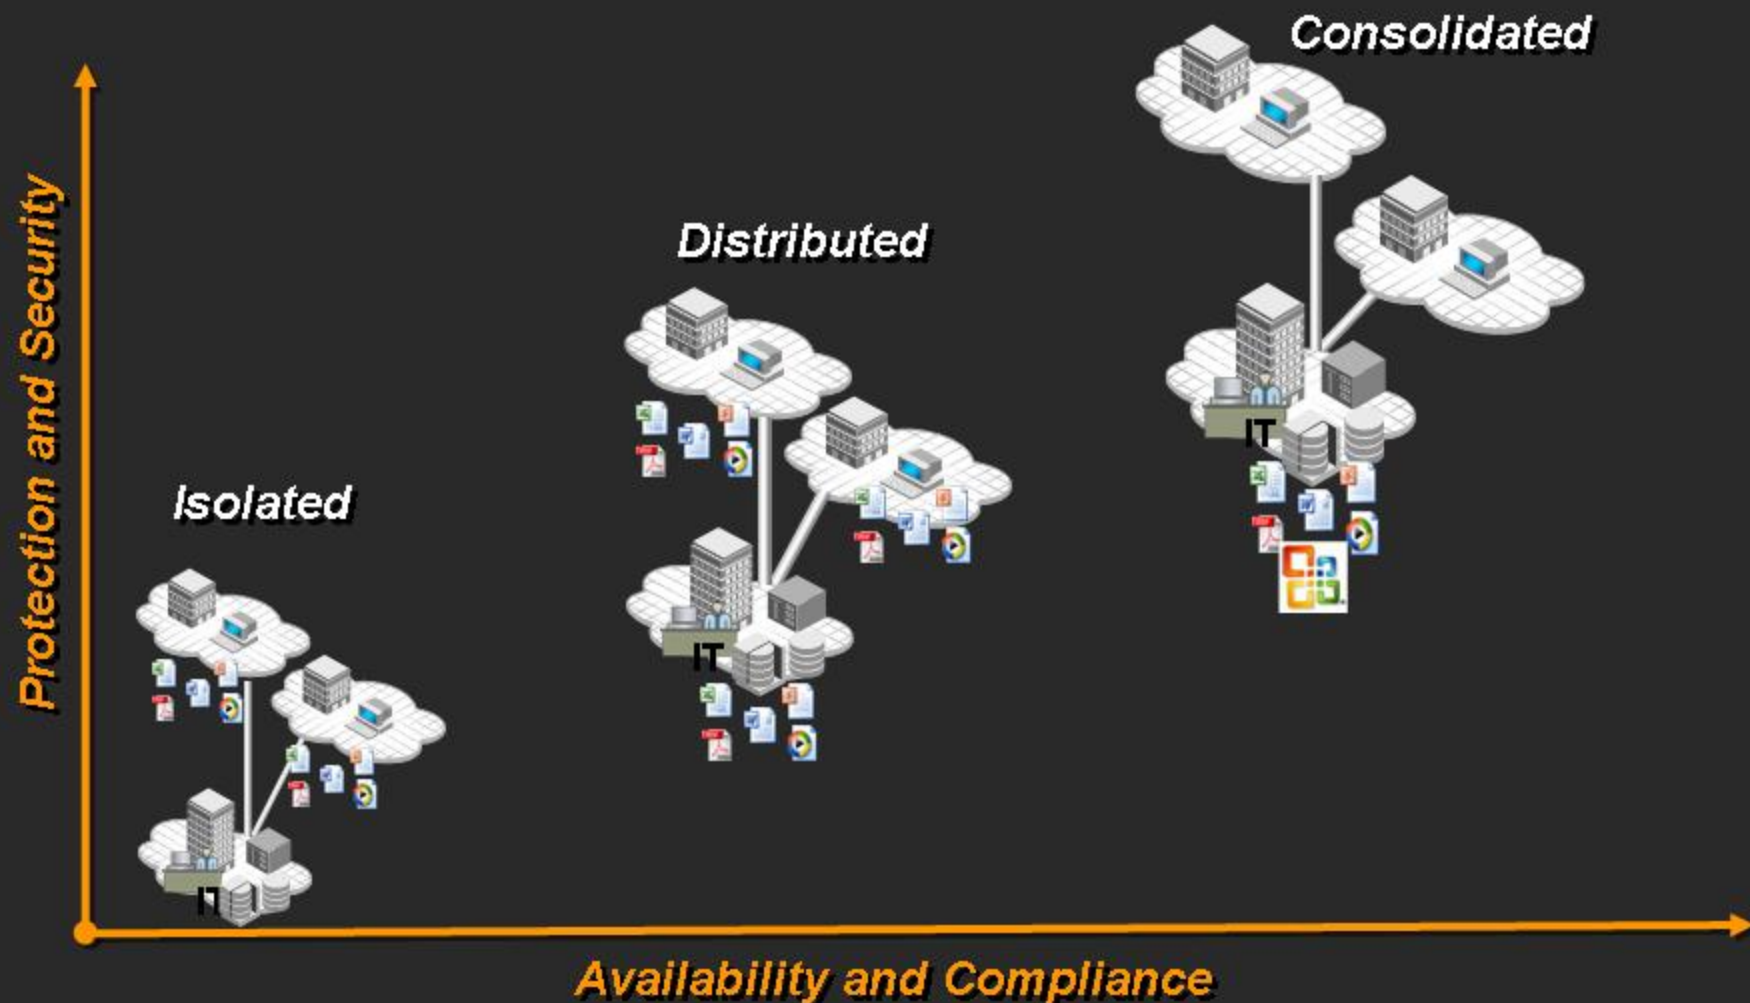 Consolidated
Distributed
Isolated
Protection and Security
IT
IT
IT
Availability and Compliance